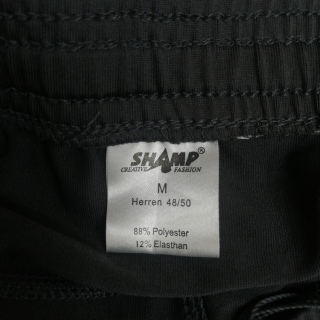 SHAMP
CREATIVE FASHION
M
Herren 48/50
88% Polyester
12% Elasthan